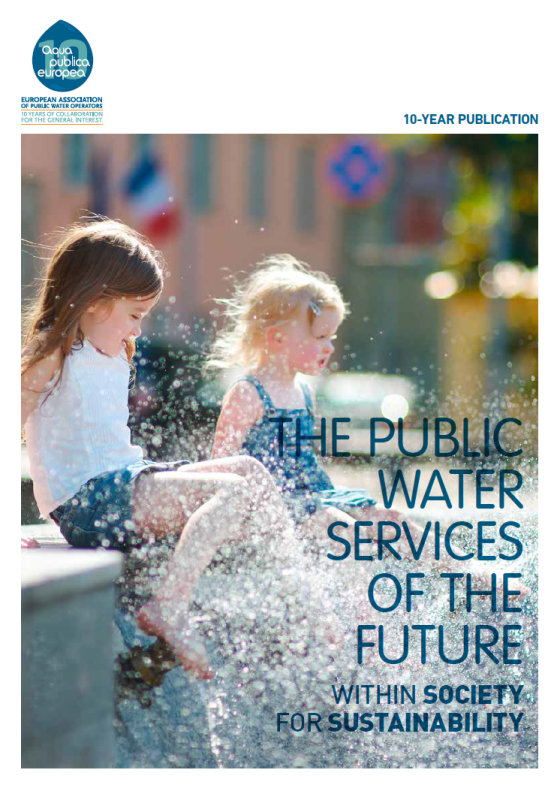 10
aqua
publica
europea
EUROPEAN ASSOCIATION
OF PUBLIC WATER OPERATORS
10 YEARS OF COLLABORATION
FOR THE GENERAL INTEREST
10-YEAR PUBLICATION
THE PUBLIC
WATER
SERVICES
OF THE
FUTURE
WITHIN SOCIETY
FOR SUSTAINABILITY